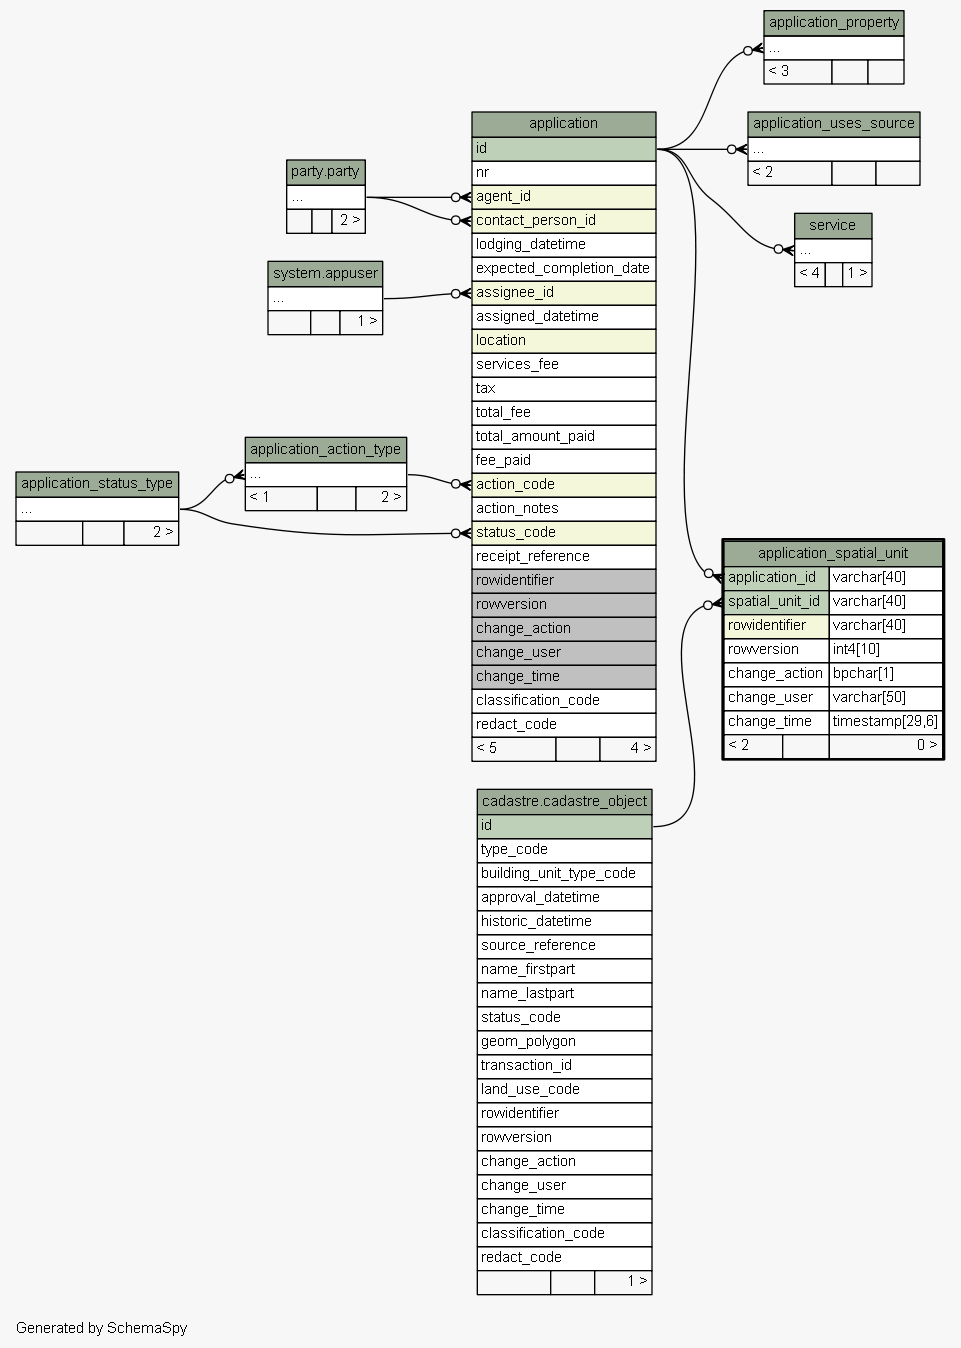 application_property
...
< 3
application
id
nr
agent_id
contact_person_id
lodging_datetime
expected_completion_date
assignee_id
assigned_datetime
location
services_fee
tax
total_fee
total_amount_paid
fee_paid
action_code
action_notes
status_code
receipt_reference
rowidentifier
rowversion
change_action
change_user
change_time
classification_code
redact_code
< 5 4 >
application_uses_source
...
< 2
party.party
...
2 >
service
...
< 4 1 >
system.appuser
...
1 >
application_action_type
...
< 1 2 >
application_status_type
...
2 >
application_spatial_unit
application_id varchar[40]
spatial_unit_id varchar[40]
rowidentifier varchar[40]
rowversion int4[10]
change_action bpchar[1]
change_user varchar[50]
change_time timestamp[29,6]
< 2 0 >
cadastre.cadastre_object
id
type_code
building_unit_type_code
approval_datetime
historic_datetime
source_reference
name_firstpart
name_lastpart
status_code
geom_polygon
transaction_id
land_use_code
rowidentifier
rowversion
change_action
change_user
change_time
classification_code
redact_code
1 >
Generated by SchemaSpy